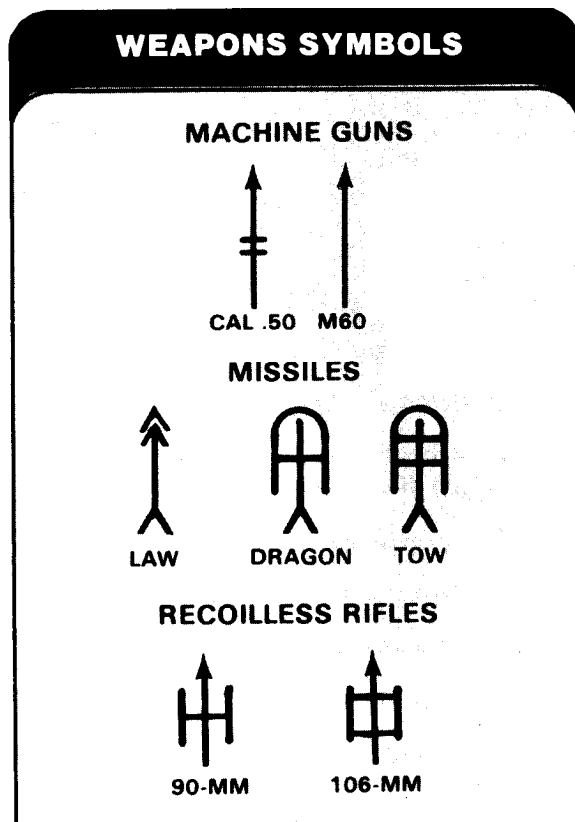 WEAPONS SYMBOLS
MACHINE GUNS
CAL .50 M60
MISSILES
LAW DRAGON TOW
RECOILLESS RIFLES
90-MM 106-MM